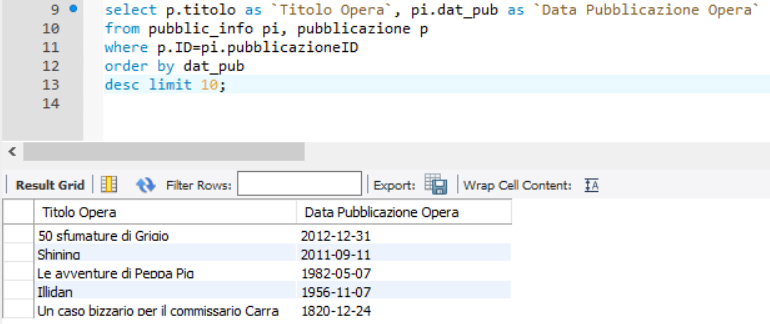 9 select p.titolo as `Titolo Opera`, pi.dat_pub as `Data Pubblicazione Opera`
10 from pubblic_info pi, pubblicazione p
11 where p.ID=pi.pubblicazioneID
12 order by dat_pub
13 desc limit 10;
14
Result Grid Filter Rows: Export: Wrap Cell Content:
Titolo Opera Data Pubblicazione Opera
50 sfumature di Grigio 2012-12-31
Shining 2011-09-11
Le avventure di Peppa Pig 1982-05-07
Illidan 1956-11-07
Un caso bizzario per il commissario Carra 1820-12-24